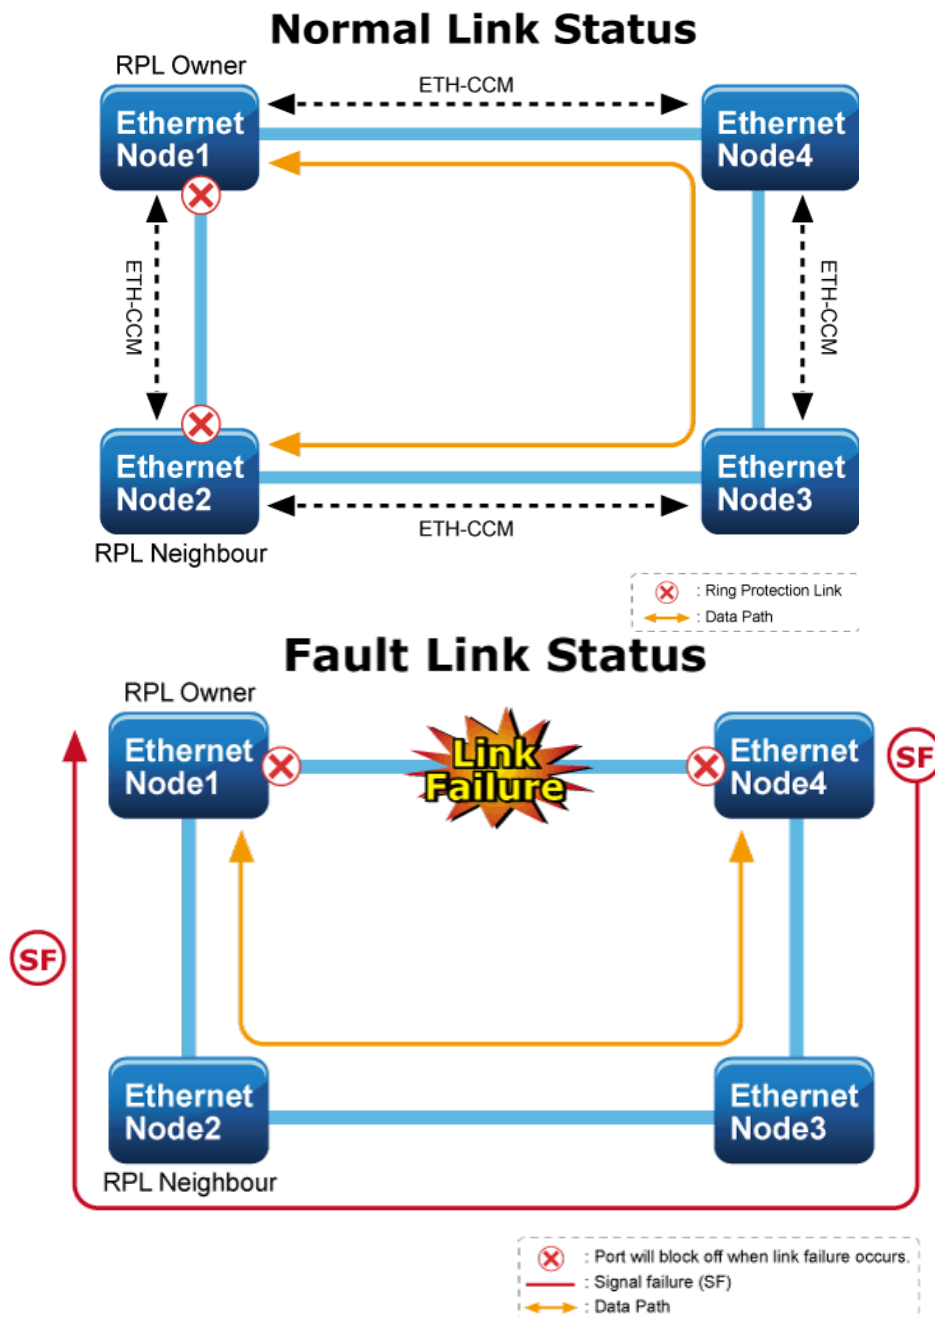 Normal Link Status
RPL Owner
ETH-CCM
Ethernet
Node1
Ethernet
Node4
ETH-CCM
ETH-CCM
Ethernet
Node2
Ethernet
Node3
ETH-CCM
RPL Neighbour
: Ring Protection Link
: Data Path
Fault Link Status
RPL Owner
Ethernet
Node1
Link
Failure
Ethernet
Node4
SF
SF
Ethernet
Node2
Ethernet
Node3
RPL Neighbour
: Port will block off when link failure occurs.
: Signal failure (SF)
: Data Path